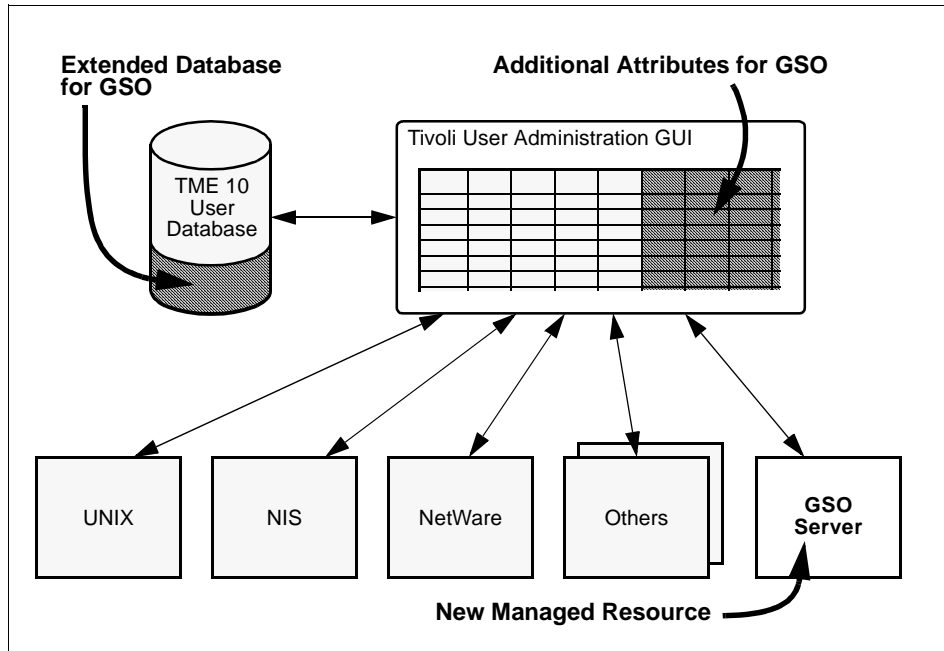 Extended Database
for GSO
Additional Attributes for GSO
Tivoli User Administration GUI
TME 10
User
Database
UNIX
NIS
NetWare
Others
GSO
Server
New Managed Resource